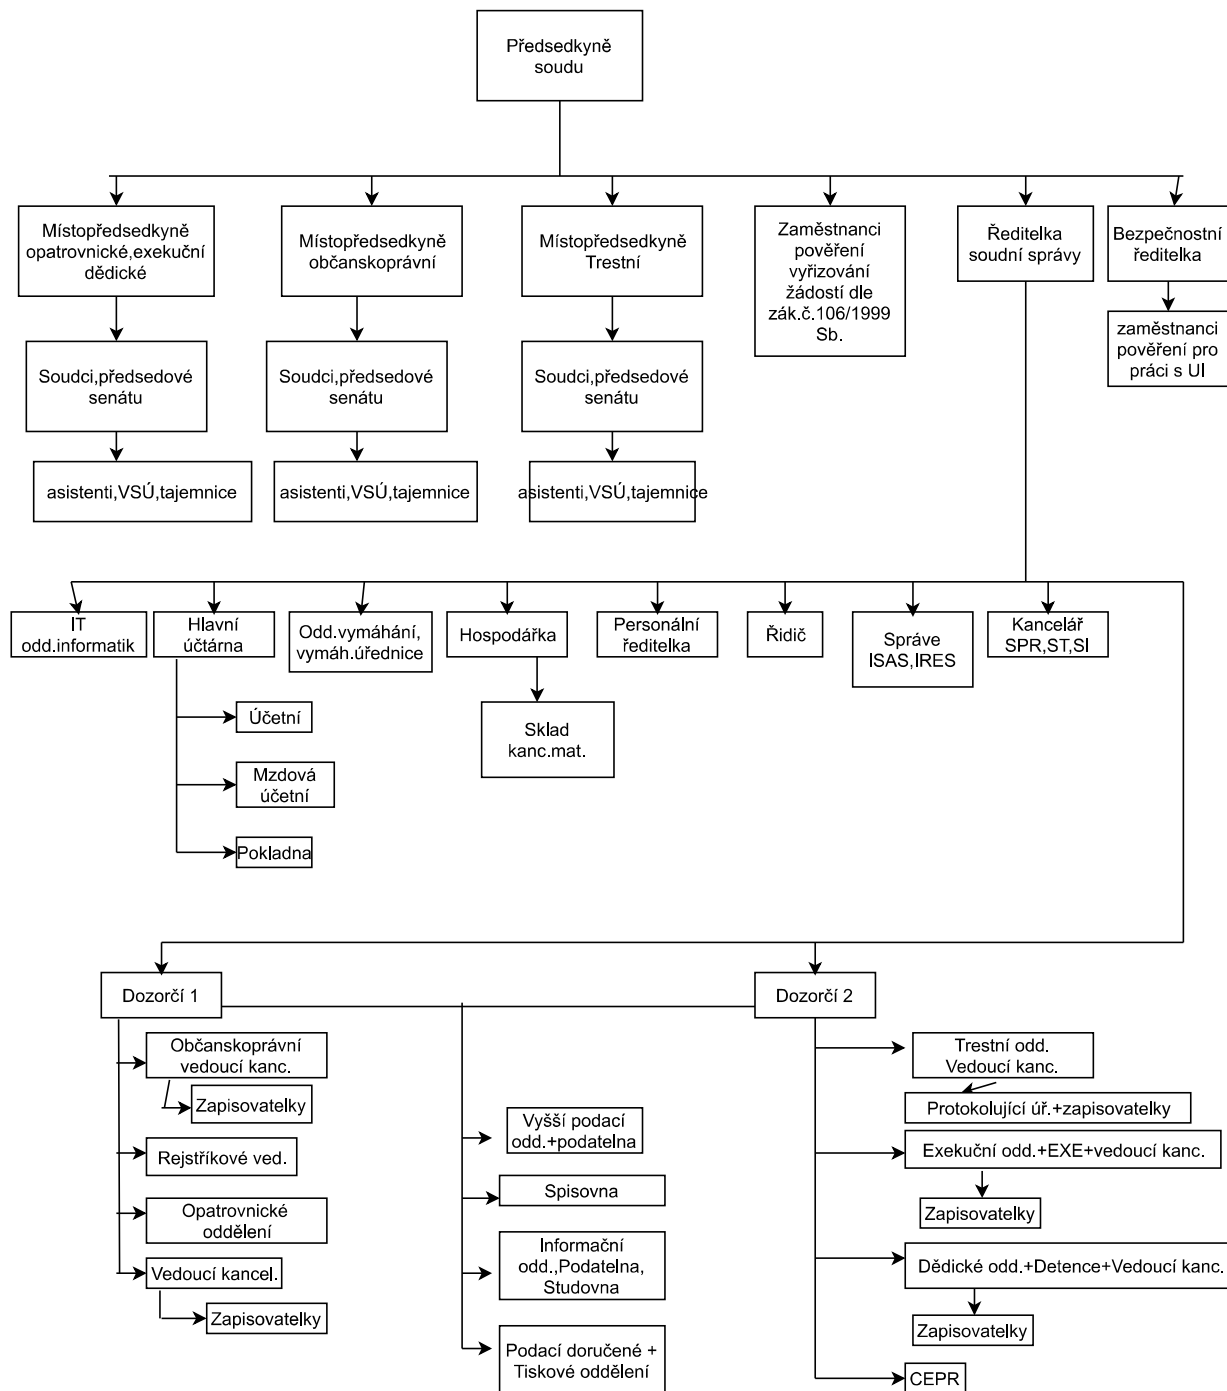 Předsedkyně
soudu
Místopředsedkyně
opatrovnické,exekuční
dědické
Místopředsedkyně
občanskoprávní
Místopředsedkyně
Trestní
Zaměstnanci
pověření
vyřizování
žádostí dle
zák.č.106/1999
Sb.
Ředitelka
soudní správy
Bezpečnostní
ředitelka
zaměstnanci
pověření pro
práci s UI
Soudci,předsedové
senátu
Soudci,předsedové
senátu
Soudci,předsedové
senátu
asistenti,VSÚ,tajemnice
asistenti,VSÚ,tajemnice
asistenti,VSÚ,tajemnice
IT
odd.informatik
Hlavní
účtárna
Odd.vymáhání,
vymáh.úřednice
Hospodářka
Personální
ředitelka
Řidič
Správe
ISAS,IRES
Kancelář
SPR,ST,SI
Účetní
Mzdová
účetní
Pokladna
Sklad
kanc.mat.
Dozorčí 1
Dozorčí 2
Občanskoprávní
vedoucí kanc.
Zapisovatelky
Rejstříkové ved.
Opatrovnické
oddělení
Vedoucí kancel.
Zapisovatelky
Vyšší podací
odd.+podatelna
Spisovna
Informační
odd.,Podatelna,
Studovna
Podací doručené +
Tiskové oddělení
Trestní odd.
Vedoucí kanc.
Protokolující úř.+zapisovatelky
Exekuční odd.+EXE+vedoucí kanc.
Zapisovatelky
Dědické odd.+Detence+Vedoucí kanc.
Zapisovatelky
CEPR